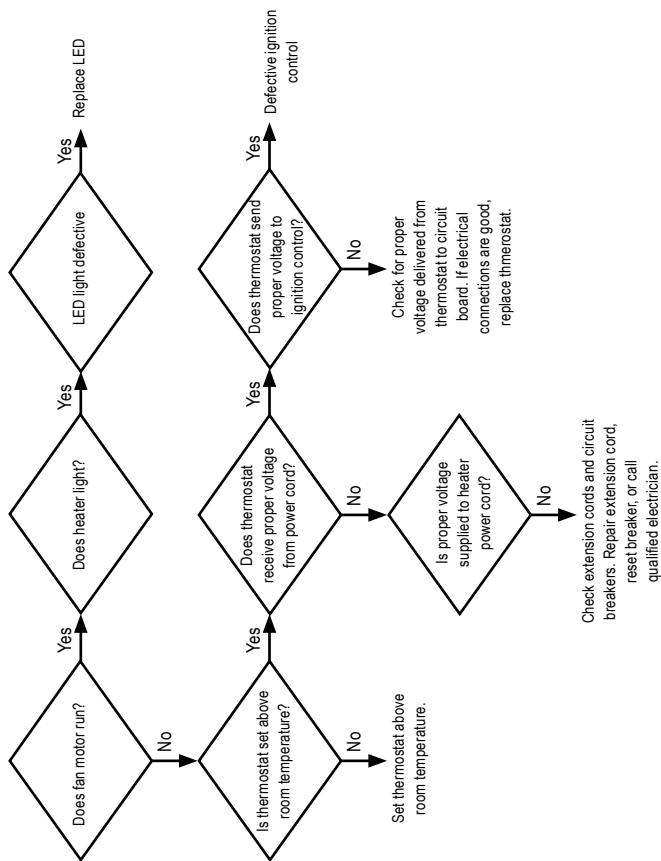 Does fan motor run?
Yes
Does heater light?
Yes
LED light defective
Yes
Replace LED
No
Is thermostat set above
room temperature?
Yes
Does thermostat
receive proper voltage
from power cord?
Yes
Does thermostat send
proper voltage to
ignition control?
Yes
Defective ignition
control
No
Set thermostat above
room temperature.
No
Is proper voltage
supplied to heater
power cord?
No
Check for proper
voltage delivered from
thermostat to circuit
board. If electrical
connections are good,
replace thmerostat.
No
Check extension cords and circuit
breakers. Repair extension cord,
reset breaker, or call
qualified electrician.